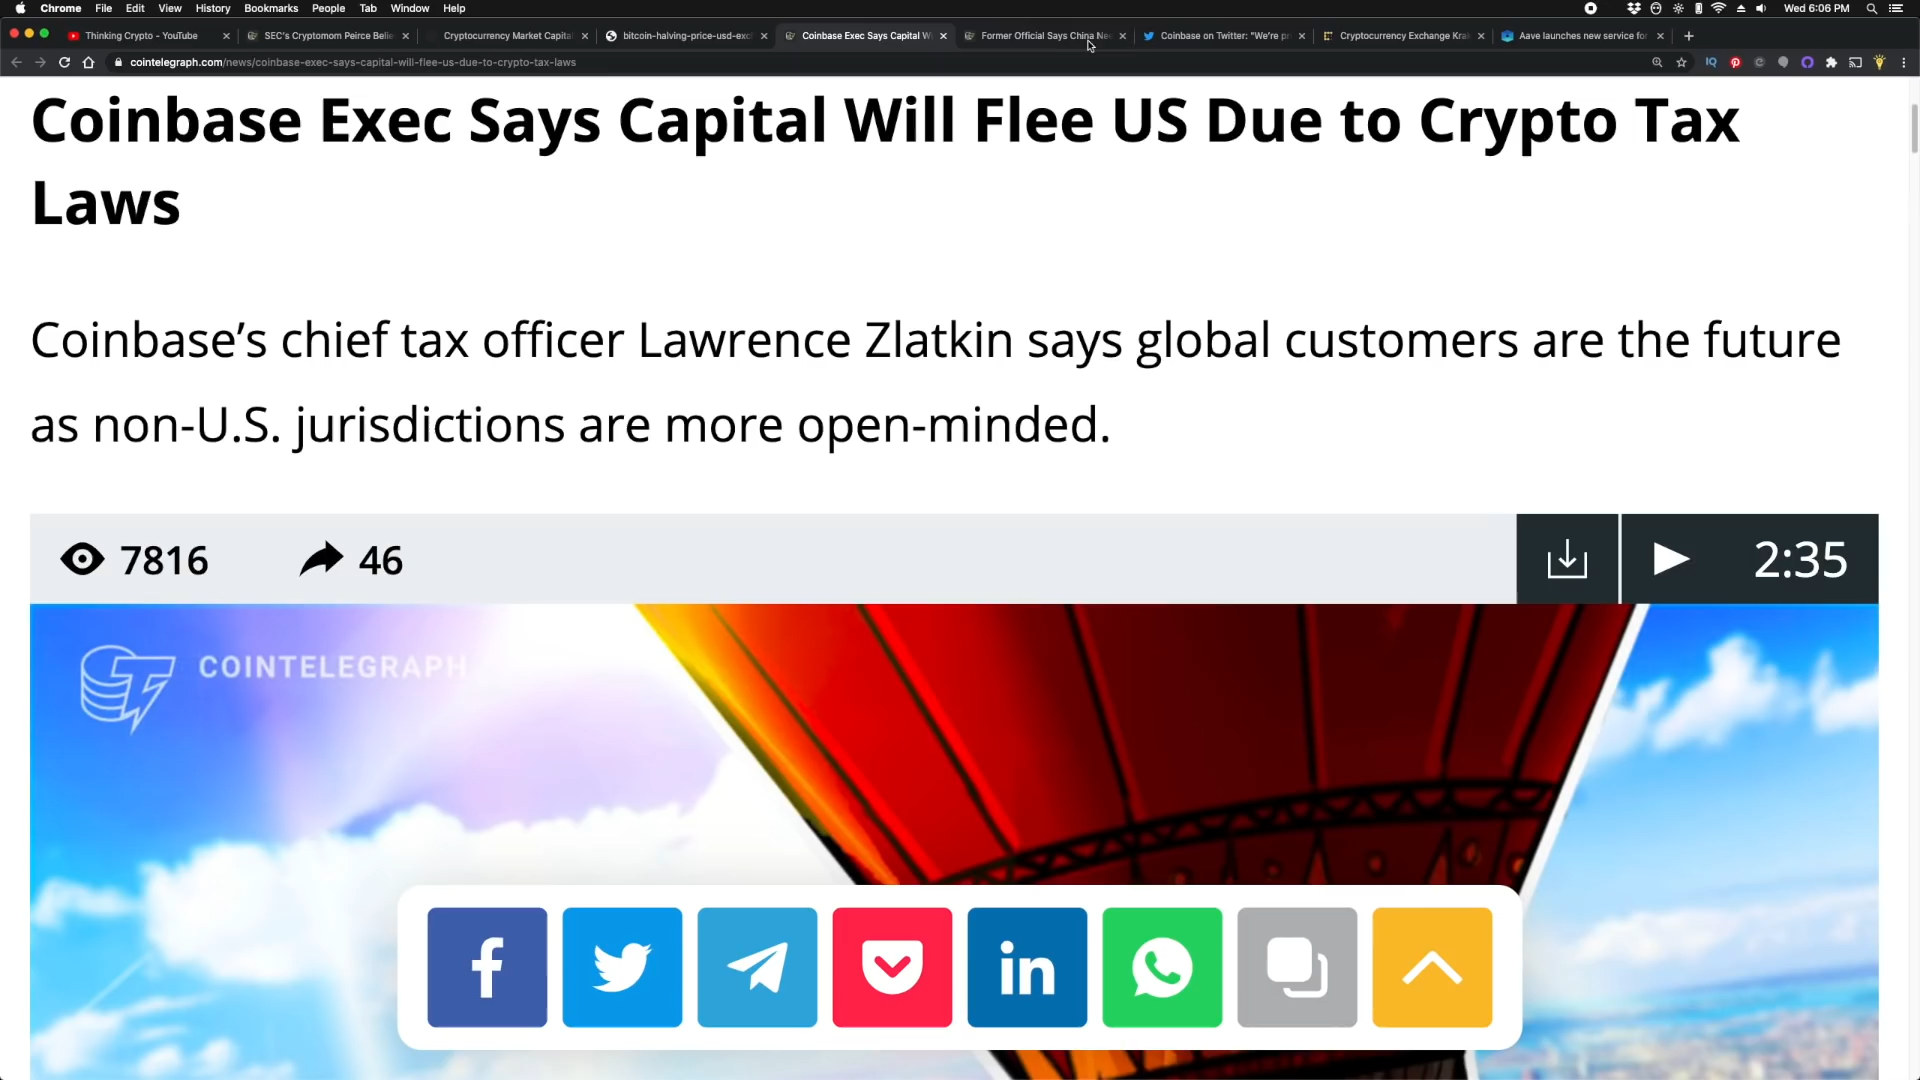 Chrome File Edit View History Bookmarks People Tab Window Help Wed 6:06 PM
Thinking Crypto - YouTube SEC's Cryptomom Peirce Belie Cryptocurrency Market Capital bitcoin-halving-price-usd-exc Coinbase Exec Says Capital W Former Official Says China Ne Coinbase on Twitter: "We're pr Cryptocurrency Exchange Kra Aave launches new service fo
cointelegraph.com/news/coinbase-exec-says-capital-will-flee-us-due-to-crypto-tax-laws
Coinbase Exec Says Capital Will Flee US Due to Crypto Tax
Laws
Coinbase’s chief tax officer Lawrence Zlatkin says global customers are the future
as non-U.S. jurisdictions are more open-minded.
7816 46 2:35
COINTELEGRAPH